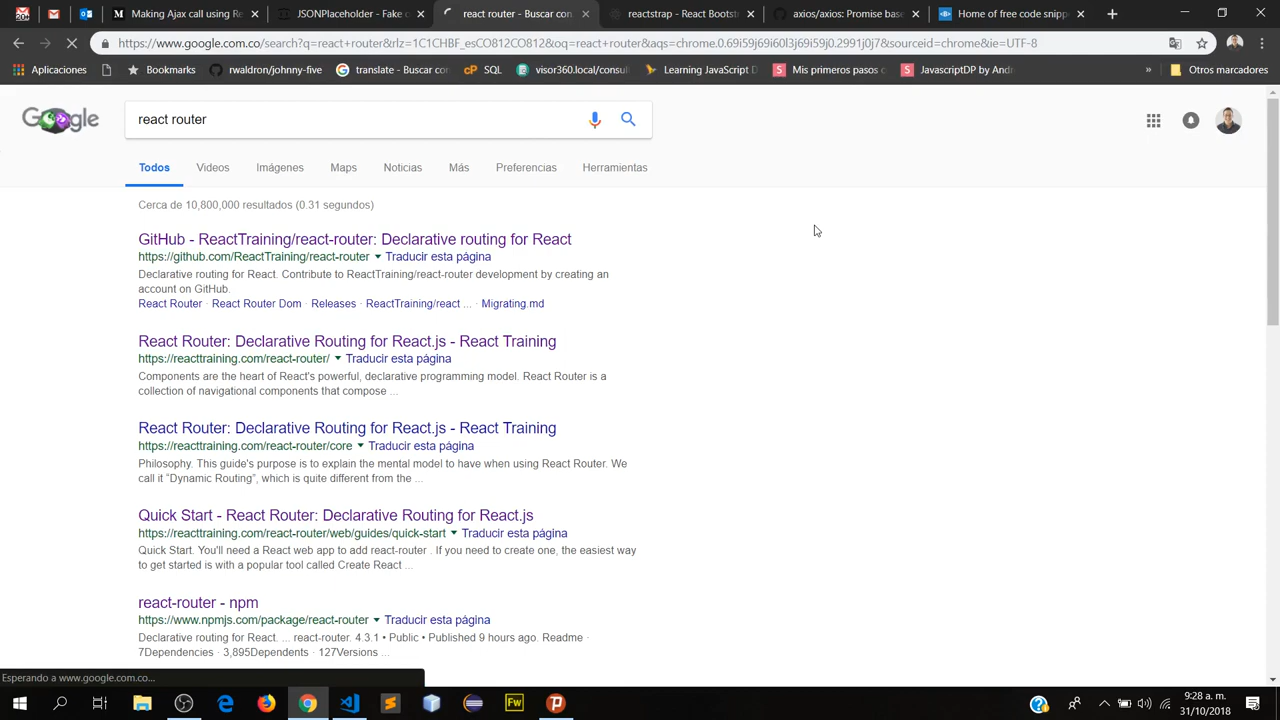 20+
Making Ajax call using Re
JSONPlaceholder - Fake o
react router - Buscar con
reactstrap - React Boots
axios/axios: Promise base
Home of free code snipp
https://www.google.com.co/search?q=react+router&rlz=1C1CHBF_esCO812CO812&oq=react+router&aqs=chrome.0.69i59j69i60l3j69i59j0.2991j0j7&sourceid=chrome&ie=UTF-8
Aplicaciones
Bookmarks
rwaldron/johnny-five
translate - Buscar co
SQL
visor360.local/consul
Learning JavaScript D
Mis primeros pasos c
JavascriptDP by And
»
Otros marcadores
Google
react router
Todos
Videos
Imágenes
Maps
Noticias
Más
Preferencias
Herramientas
Cerca de 10,800,000 resultados (0.31 segundos)
GitHub - ReactTraining/react-router: Declarative routing for React
https://github.com/ReactTraining/react-router ▼ Traducir esta página
Declarative routing for React. Contribute to ReactTraining/react-router development by creating an
account on GitHub.
React Router · React Router Dom · Releases · ReactTraining/react ... · Migrating.md
React Router: Declarative Routing for React.js - React Training
https://reacttraining.com/react-router/ ▼ Traducir esta página
Components are the heart of React's powerful, declarative programming model. React Router is a
collection of navigational components that compose ...
React Router: Declarative Routing for React.js - React Training
https://reacttraining.com/react-router/core ▼ Traducir esta página
Philosophy. This guide's purpose is to explain the mental model to have when using React Router. We
call it “Dynamic Routing”, which is quite different from the ...
Quick Start - React Router: Declarative Routing for React.js
https://reacttraining.com/react-router/web/guides/quick-start ▼ Traducir esta página
Quick Start. You'll need a React web app to add react-router . If you need to create one, the easiest way
to get started is with a popular tool called Create React ...
react-router - npm
https://www.npmjs.com/package/react-router ▼ Traducir esta página
Declarative routing for React. ... react-router. 4.3.1 • Public • Published 9 hours ago. Readme ·
7Dependencies · 3,895Dependents · 127Versions ...
Esperando a www.google.com.co...
Fw
9:28 a. m.
31/10/2018